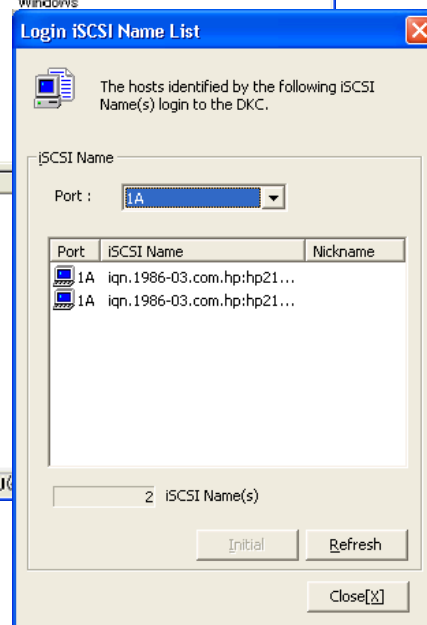 Windows
Login iSCSI Name List
The hosts identified by the following iSCSI
Name(s) login to the DKC.
iSCSI Name
Port :
1A
Port iSCSI Name Nickname
1A iqn.1986-03.com.hp:hp21...
1A iqn.1986-03.com.hp:hp21...
2 iSCSI Name(s)
Initial Refresh
Close[X]